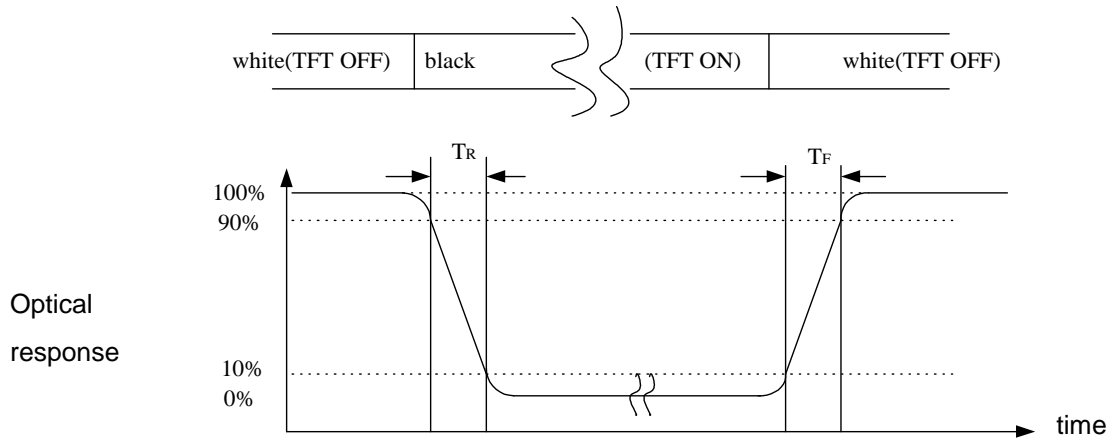 white(TFT OFF) black (TFT ON) white(TFT OFF)
TR TF
100%
90%
Optical
response
10%
0%
time